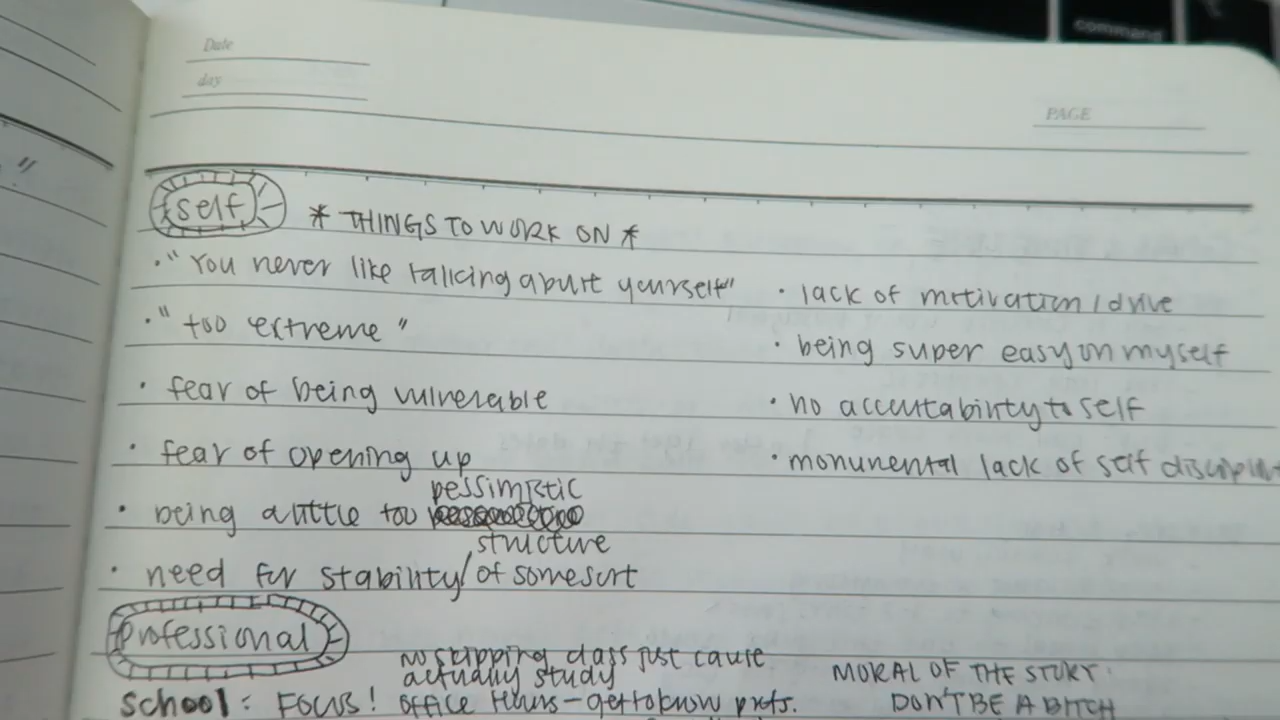 command
Date
day
PAGE
self
* THINGS TO WORK ON *
· "You never like talking about yourself"
· "too extreme"
· fear of being vulnerable
· fear of opening up
pessimistic
· being a little too
structure
· need for stability/of some sort
· lack of motivation/drive
· being super easy on myself
· no accountability to self
· monumental lack of self discipline
professional
no skipping class just cause
actually study
school: FOCUS! office hours - get to know profs.
MORAL OF THE STORY:
DON'T BE A BITCH